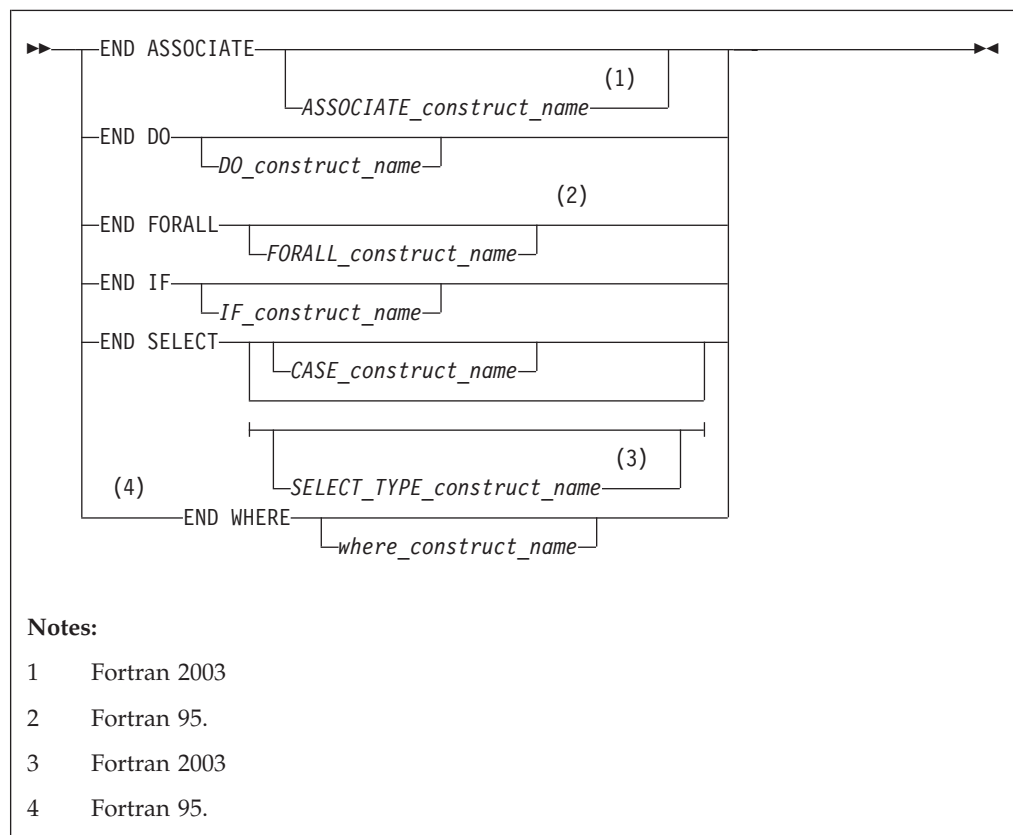 END ASSOCIATE
(1)
ASSOCIATE_construct_name
END DO
DO_construct_name
(2)
END FORALL
FORALL_construct_name
END IF
IF_construct_name
END SELECT
CASE_construct_name
(3)
SELECT_TYPE_construct_name
(4)
END WHERE
where_construct_name
Notes:
1 Fortran 2003
2 Fortran 95.
3 Fortran 2003
4 Fortran 95.